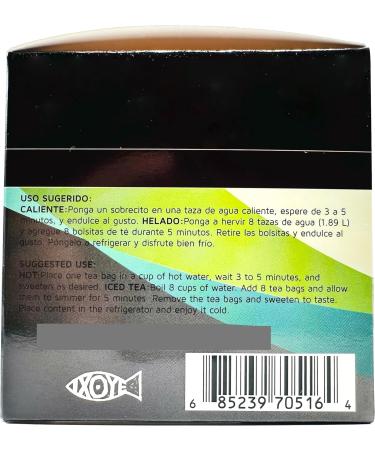 USO SUGERIDO:
CALIENTE:Ponga un sobrecito en una taza de agua caliente, espere de 3 a 5
minutos, y endulce al gusto. HELADO:Ponga a hervir 8 tazas de agua (1.89 L)
y agregue 8 bolsitas de té durante 5 minutos. Retire las bolsitas y endulce al
gusto. Póngalo a refrigerar y disfrute bien frío.
SUGGESTED USE:
HOT:Place one tea bag in a cup of hot water, wait 3 to 5 minutes, and
sweeten as desired. ICED TEA:Boil 8 cups of water. Add 8 tea bags and allow
them to simmer for 5 minutes. Remove the tea bags and sweeten to taste.
Place content in the refrigerator and enjoy it cold.
IXOYE
6 85239 70516 4